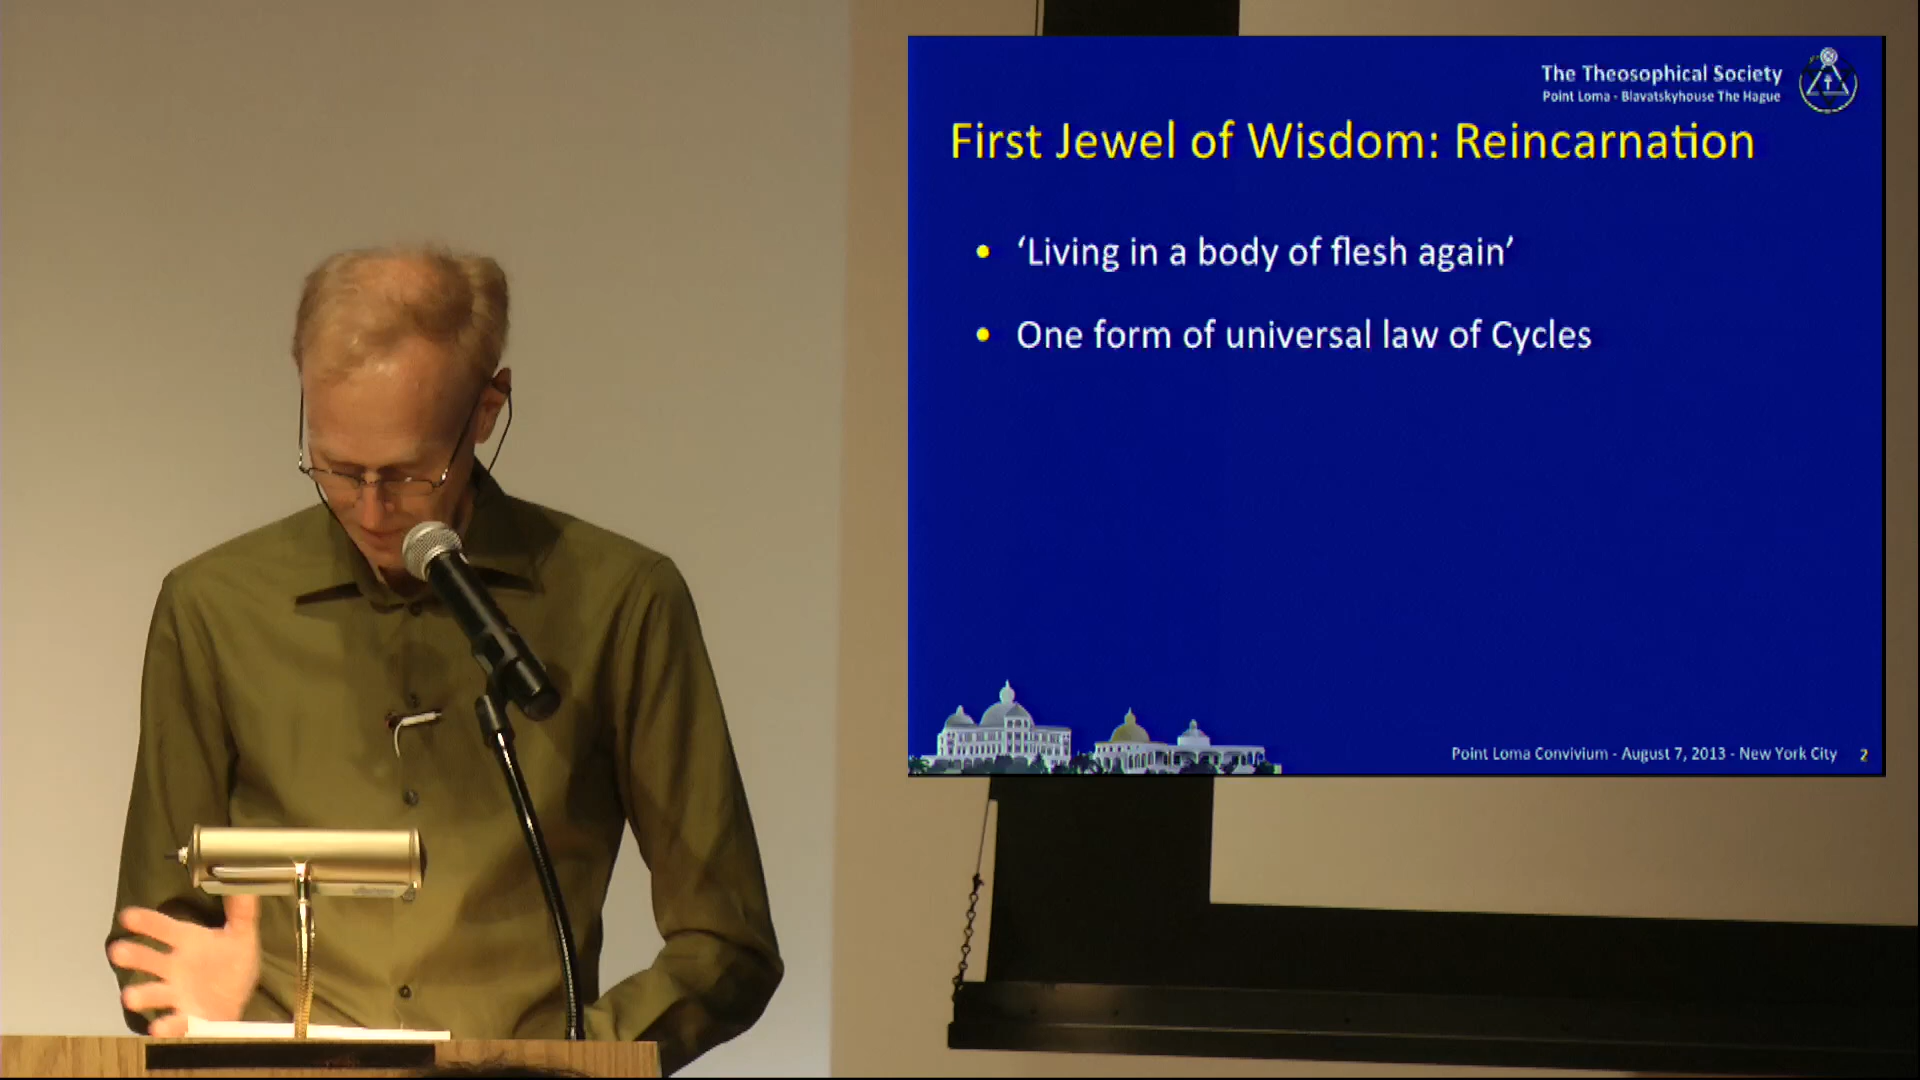 The Theosophical Society
Point Loma - Blavatskyhouse The Hague
First Jewel of Wisdom: Reincarnation
• ‘Living in a body of flesh again’
• One form of universal law of Cycles
Point Loma Convivium - August 7, 2013 - New York City 2